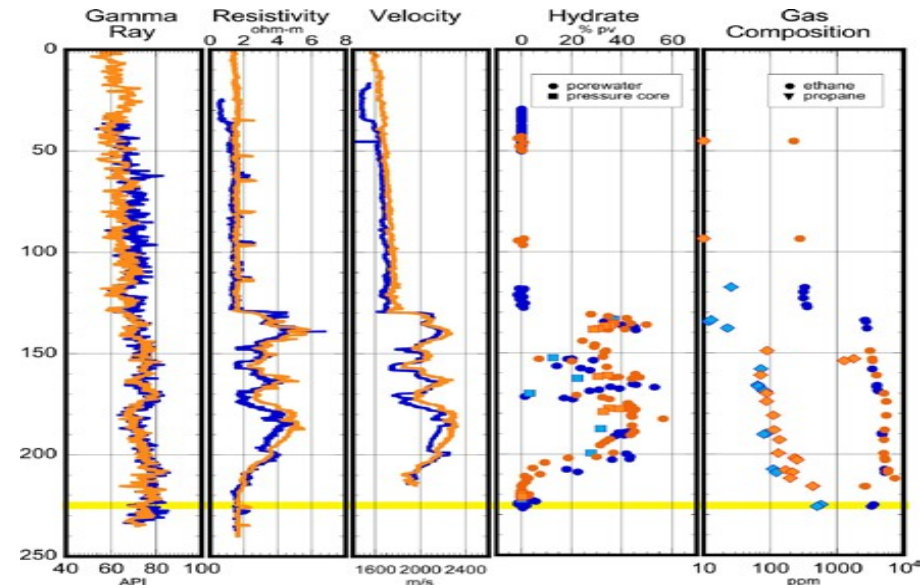 Gamma Ray
Resistivity
ohm-m
0 2 4 6 8
Velocity
Hydrate
% pv
0 20 40 60
Gas Composition
porewater
pressure core
ethane
propane
0
50
100
150
200
250
40 60 80 100
API
1600 2000 2400
m/s
10 100 10
ppm